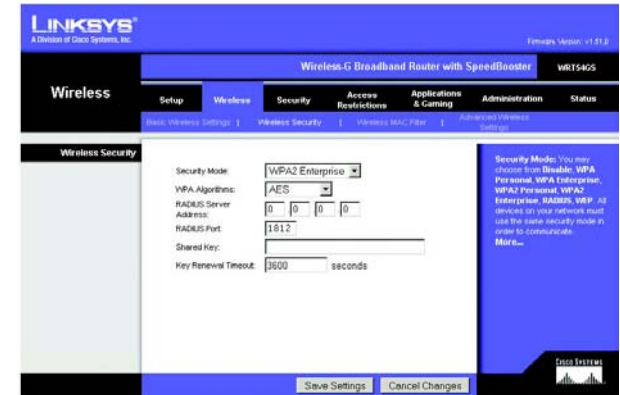 LINKSYS®
A Division of Cisco Systems, Inc.
Firmware Version: v1.51.0
Wireless-G Broadband Router with SpeedBooster
WRT54GS
Wireless
Setup
Wireless
Security
Access Restrictions
Applications & Gaming
Administration
Status
Basic Wireless Settings |
Wireless Security |
Wireless MAC Filter |
Advanced Wireless Settings
Wireless Security
Security Mode: WPA2 Enterprise
WPA Algorithms: AES
RADIUS Server Address: 0 0 0 0
RADIUS Port: 1812
Shared Key:
Key Renewal Timeout: 3600 seconds
Security Mode: You may
choose from Disable, WPA
Personal, WPA Enterprise,
WPA2 Personal, WPA2
Enterprise, RADIUS, WEP. All
devices on your network must
use the same security mode in
order to communicate.
More...
CISCO SYSTEMS
Save Settings
Cancel Changes